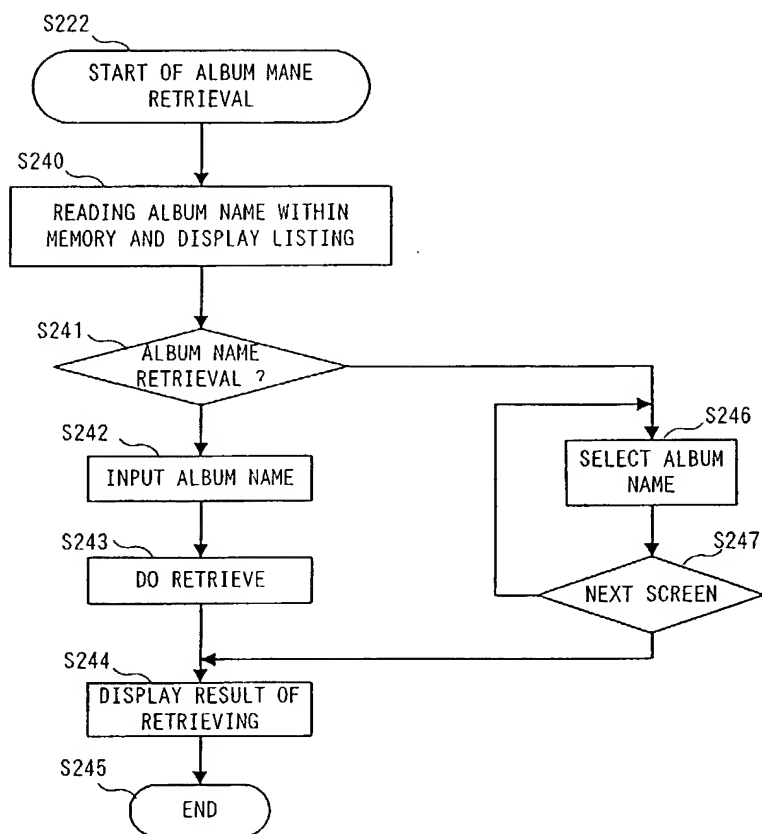 S222
START OF ALBUM MANE
RETRIEVAL
S240
READING ALBUM NAME WITHIN
MEMORY AND DISPLAY LISTING
S241
ALBUM NAME
RETRIEVAL ?
S242
INPUT ALBUM NAME
S243
DO RETRIEVE
S246
SELECT ALBUM
NAME
S247
NEXT SCREEN
S244
DISPLAY RESULT OF
RETRIEVING
S245
END